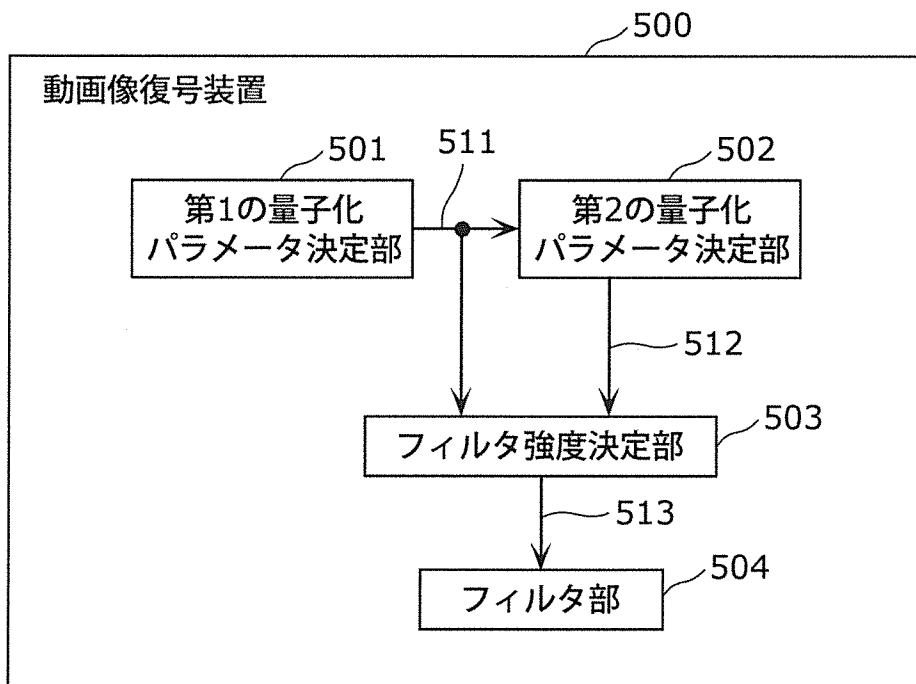 500
動画像復号装置
501
511
502
第1の量子化
パラメータ決定部
第2の量子化
パラメータ決定部
512
503
フィルタ強度決定部
513
504
フィルタ部